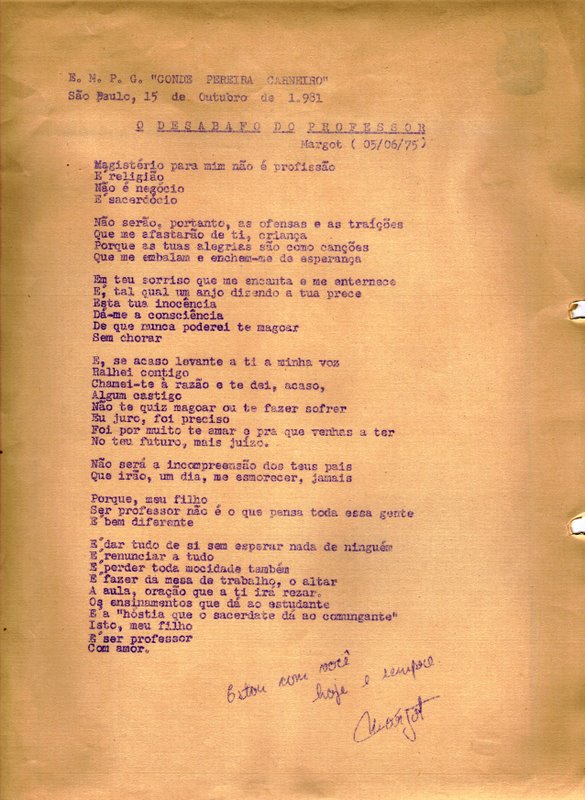 E. M. P. G. "CONDE PEREIRA CARNEIRO"
São Paulo, 15 de Outubro de 1.981
O DESABAFO DO PROFESSOR
Margot ( 05/06/75)
Magistério para mim não é profissão
E'religião
Não é negócio
E'sacerdócio
Não serão, portanto, as ofensas e as traíções
Que me afastarão de ti, criança
Porque as tuas alegrias são como canções
Que me embalam e enchem-me de esperança
Em teu sorriso que me encanta e me enternece
E, tal qual um anjo dizendo a tua prece
Esta tua inocência
Dá-me a consciência
De que nunca poderei te magoar
Sem chorar
E, se acaso levante a ti a minha voz
Ralhei contigo
Chamei-te à razão e te dei, acaso,
Algum castigo
Não te quiz magoar ou te fazer sofrer
Eu juro, foi preciso
Foi por muito te amar e pra que venhas a ter
No teu futuro, mais juízo.
Não será a incompreensão dos teus pais
Que irão, um dia, me esmorecer, jamais
Porque, meu filho
Ser professor não é o que pensa toda essa gente
E'bem diferente
E'dar tudo de si sem esperar nada de ninguém
E'renunciar a tudo
E'perder toda mocidade também
E'fazer da mesa de trabalho, o altar
A aula, oração que a ti irá rezar.
Os ensinamentos que dá ao estudante
E a "hóstia que o sacerdate dá ao comungante"
Isto, meu filho
E'ser professor
Com amor.
Estou com você
hoje e sempre.
Margot